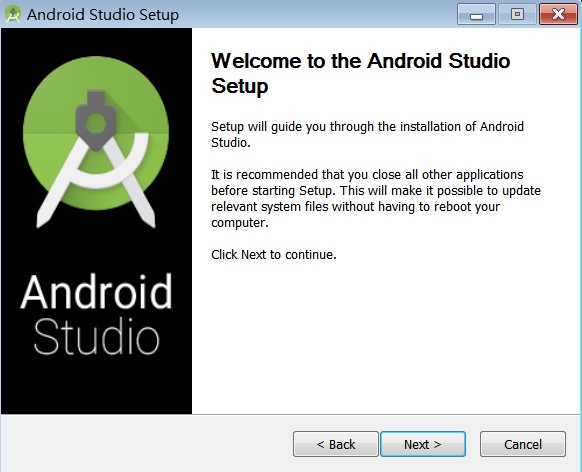 Android Studio Setup
Welcome to the Android Studio
Setup
Setup will guide you through the installation of Android
Studio.
It is recommended that you close all other applications
before starting Setup. This will make it possible to update
relevant system files without having to reboot your
computer.
Click Next to continue.
Android
Studio
< Back
Next >
Cancel